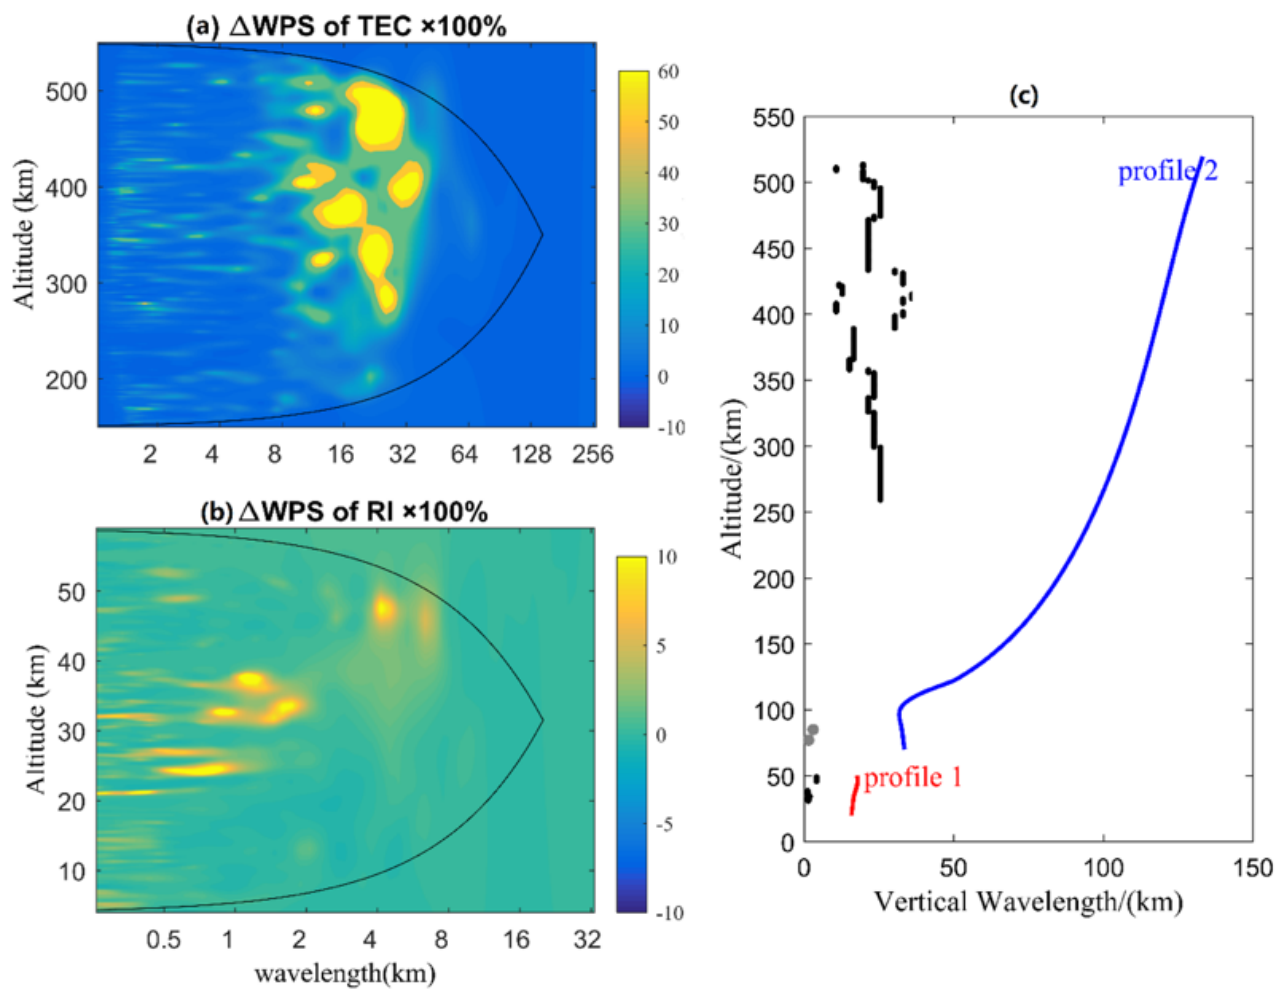 (a) ΔWPS of TEC ×100%
Altitude (km)
500
400
300
200
2 4 8 16 32 64 128 256
60
50
40
30
20
10
0
-10
(b) ΔWPS of RI ×100%
Altitude (km)
50
40
30
20
10
0.5 1 2 4 8 16 32
wavelength(km)
10
5
0
-5
-10
(c)
Altitude/(km)
550
500
450
400
350
300
250
200
150
100
50
0
profile 2
profile 1
0 50 100 150
Vertical Wavelength/(km)